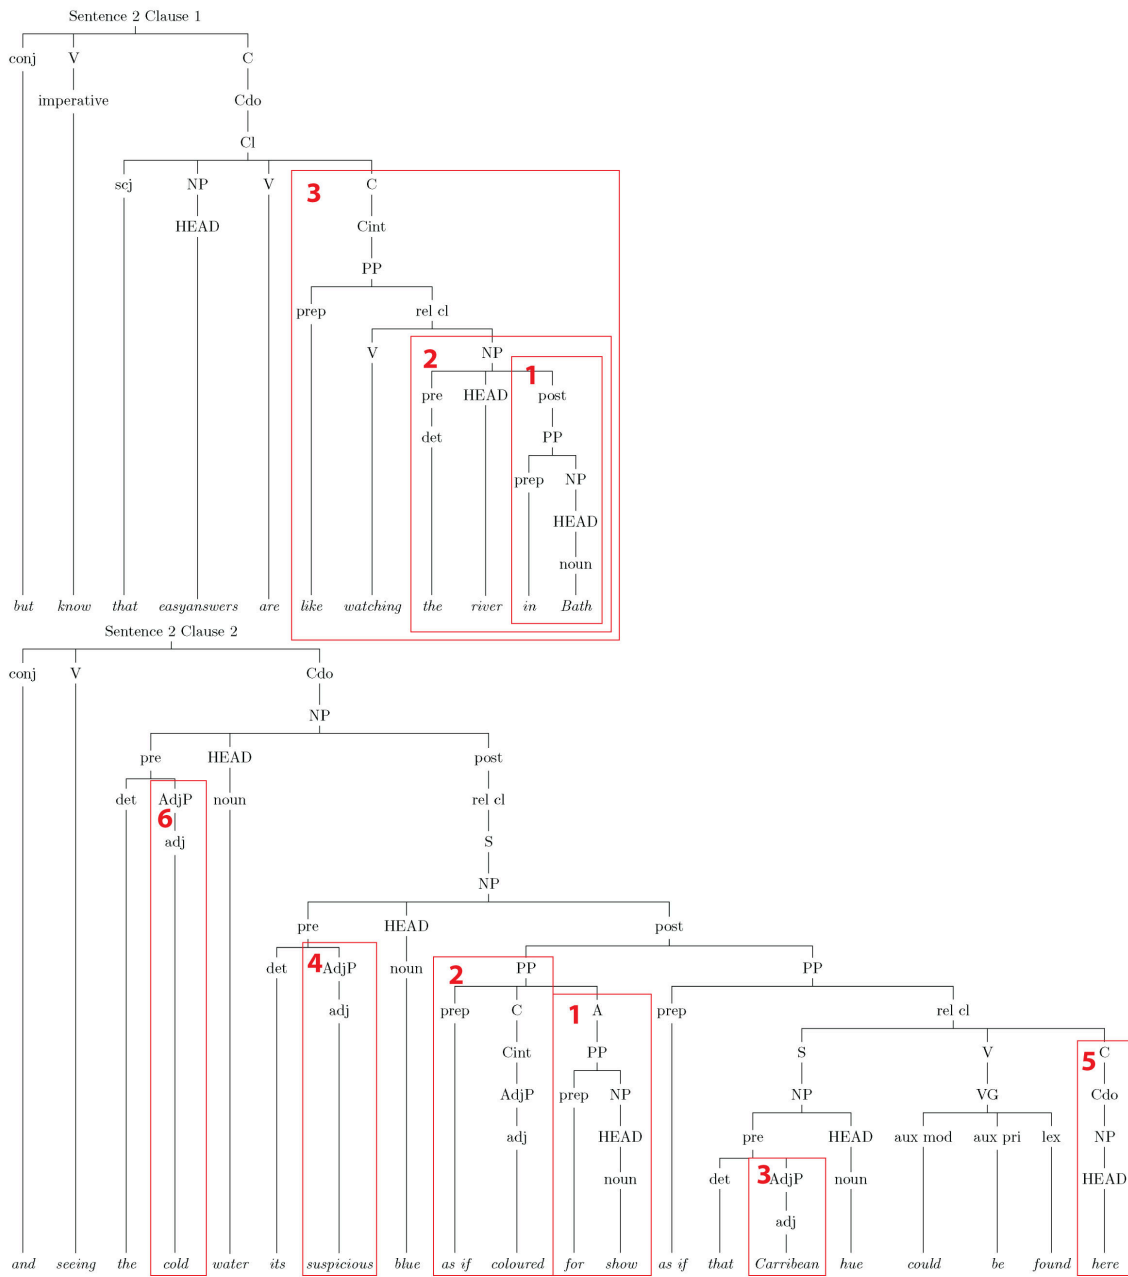 Sentence 2 Clause 1
conj V C
imperative Cdo
Cl
scj NP V 3 C
HEAD Cint
PP
prep rel cl
V 2 NP
1
pre HEAD post
det PP
prep NP
HEAD
noun
but know that easyanswers are like watching the river in Bath
Sentence 2 Clause 2
conj V Cdo
NP
pre HEAD post
det AdjP noun rel cl
6
adj S
NP
pre HEAD post
det 4 AdjP noun 2 PP PP
adj prep C 1 A prep rel cl
Cint PP S V 5 C
AdjP prep NP NP VG Cdo
adj HEAD pre HEAD aux mod aux pri lex NP
noun det 3 AdjP noun HEAD
adj
and seeing the cold water its suspicious blue as if coloured for show as if that Carribean hue could be found here